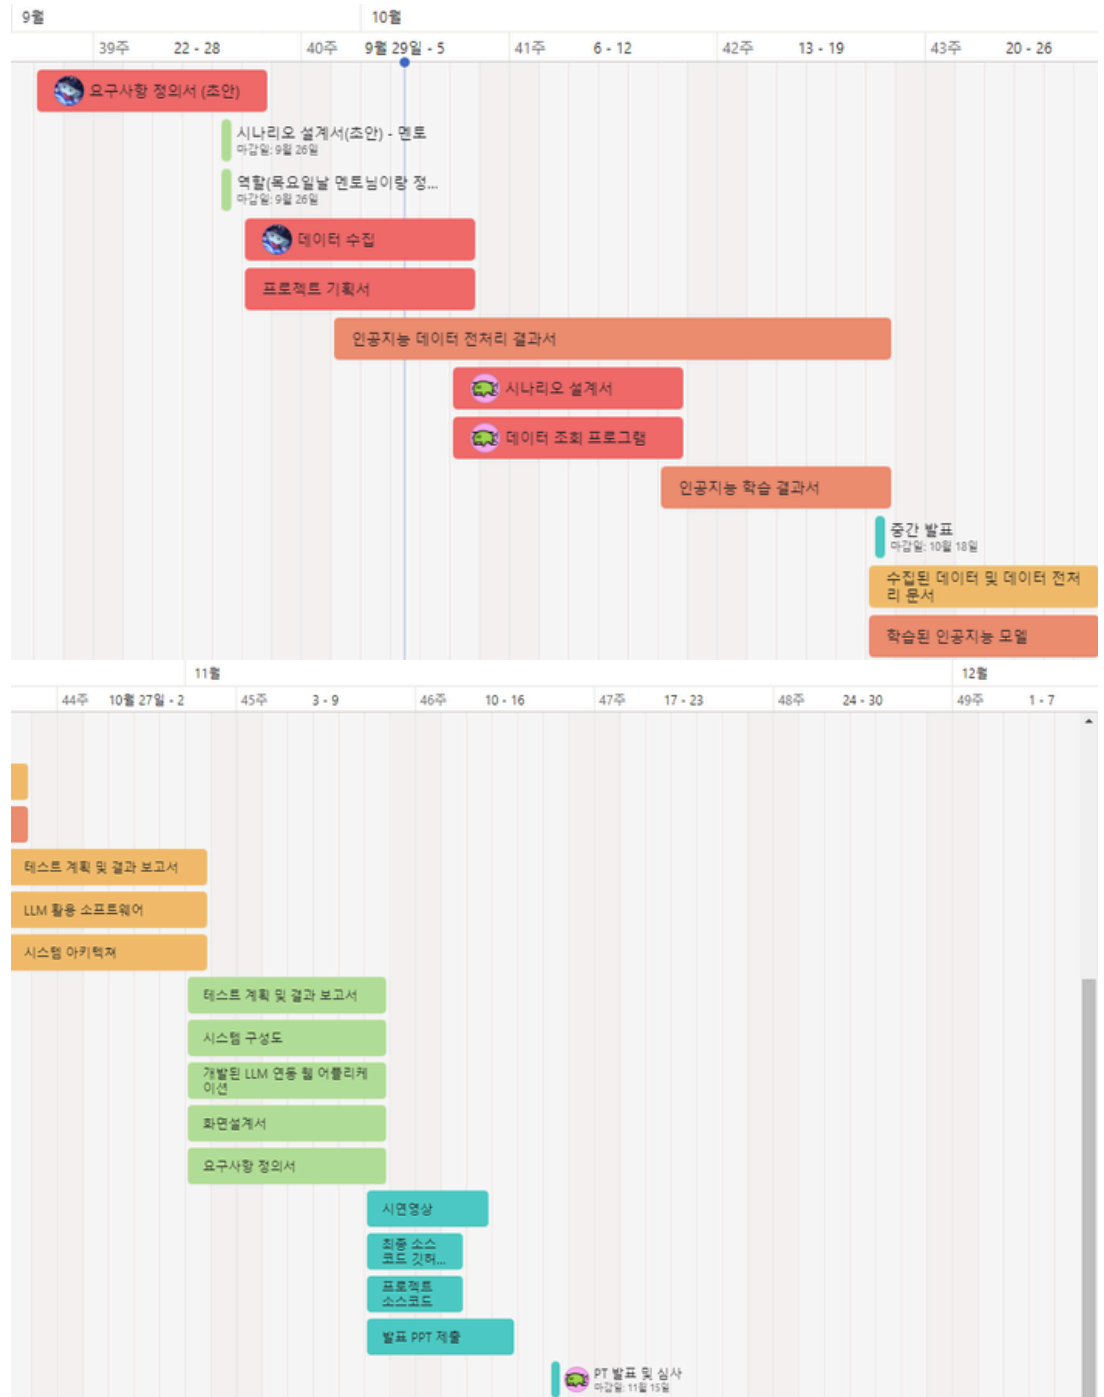 9월 10월
39주 22 - 28 40주 9월 29일 - 5 41주 6 - 12 42주 13 - 19 43주 20 - 26
요구사항 정의서 (초안)
시나리오 설계서(초안) - 멘토
마감일: 9월 26일
역할(목요일날 멘토님이랑 정...
마감일: 9월 26일
데이터 수집
프로젝트 기획서
인공지능 데이터 전처리 결과서
시나리오 설계서
데이터 조회 프로그램
인공지능 학습 결과서
중간 발표
마감일: 10월 18일
수집된 데이터 및 데이터 전처
리 문서
학습된 인공지능 모델
11월 12월
44주 10월 27일 - 2 45주 3 - 9 46주 10 - 16 47주 17 - 23 48주 24 - 30 49주 1 - 7
테스트 계획 및 결과 보고서
LLM 활용 소프트웨어
시스템 아키텍쳐
테스트 계획 및 결과 보고서
시스템 구성도
개발된 LLM 연동 웹 어플리케
이션
화면설계서
요구사항 정의서
시연영상
최종 소스
코드 깃허...
프로젝트
소스코드
발표 PPT 제출
PT 발표 및 심사
마감일: 11월 15일